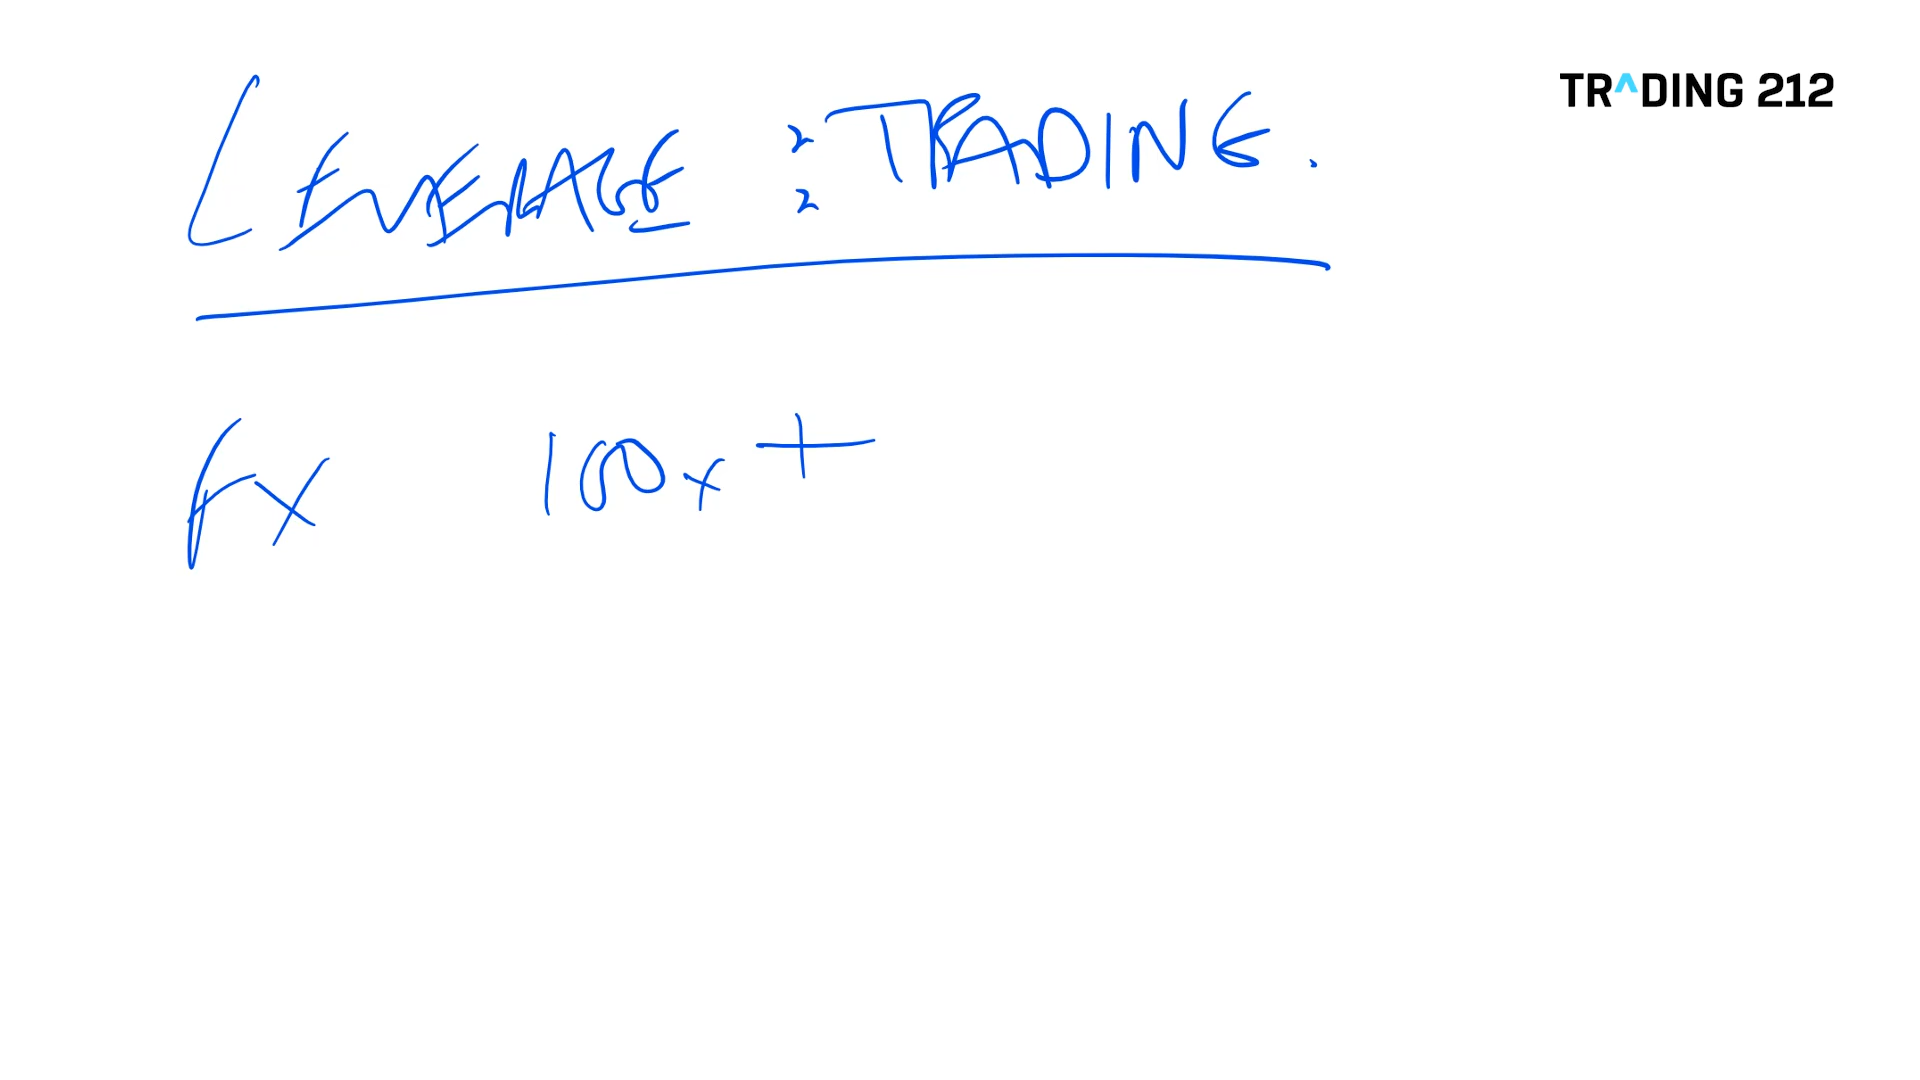 TRADING 212
LEVERAGE : TRADING.
FX 100x +